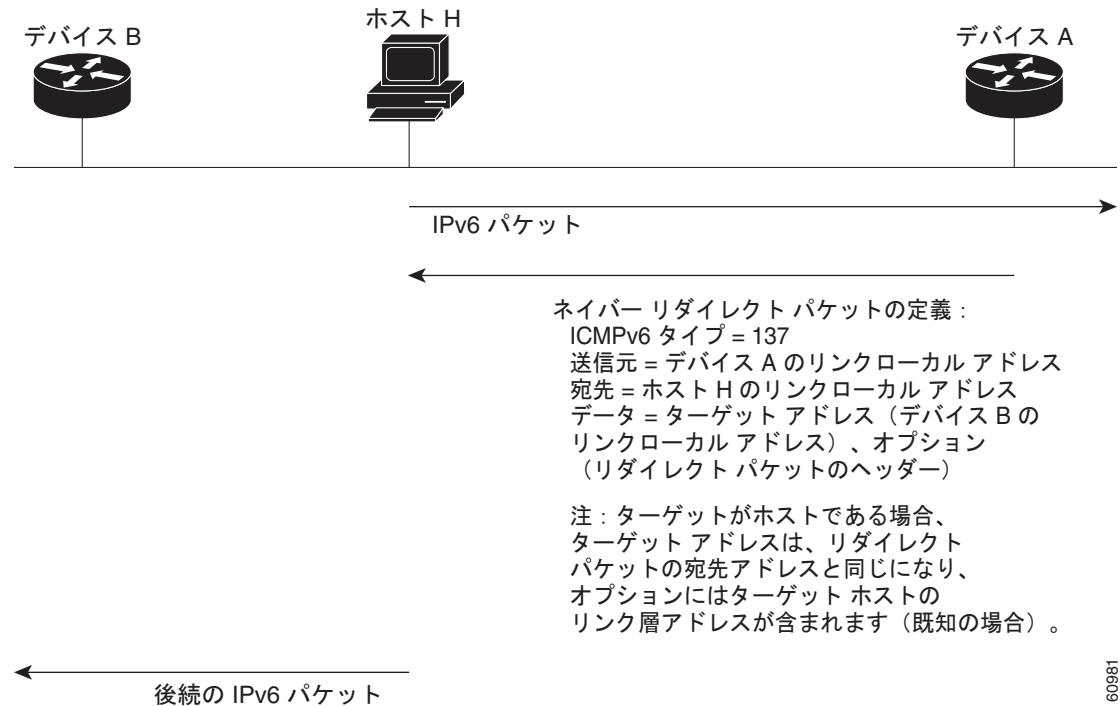 デバイス B
ホスト H
デバイス A
IPv6 パケット
ネイバー リダイレクト パケットの定義：
ICMPv6 タイプ = 137
送信元 = デバイス A のリンクローカル アドレス
宛先 = ホスト H のリンクローカル アドレス
データ = ターゲット アドレス（デバイス B の
リンクローカル アドレス）、オプション
（リダイレクト パケットのヘッダー）
注：ターゲットがホストである場合、
ターゲット アドレスは、リダイレクト
パケットの宛先アドレスと同じになり、
オプションにはターゲット ホストの
リンク層アドレスが含まれます（既知の場合）。
後続の IPv6 パケット
60981